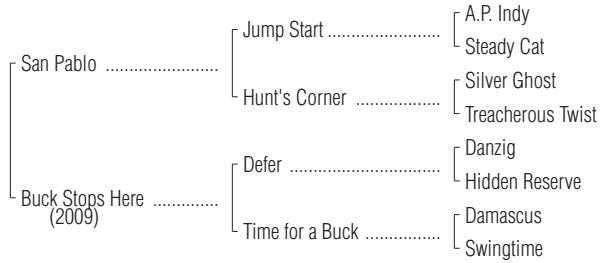 A.P. Indy
Jump Start ....................
Steady Cat
San Pablo ....................
Silver Ghost
Hunt's Corner ...............
Treacherous Twist
Danzig
Defer ...........................
Hidden Reserve
Buck Stops Here ............
(2009)
Damascus
Time for a Buck .............
Swingtime